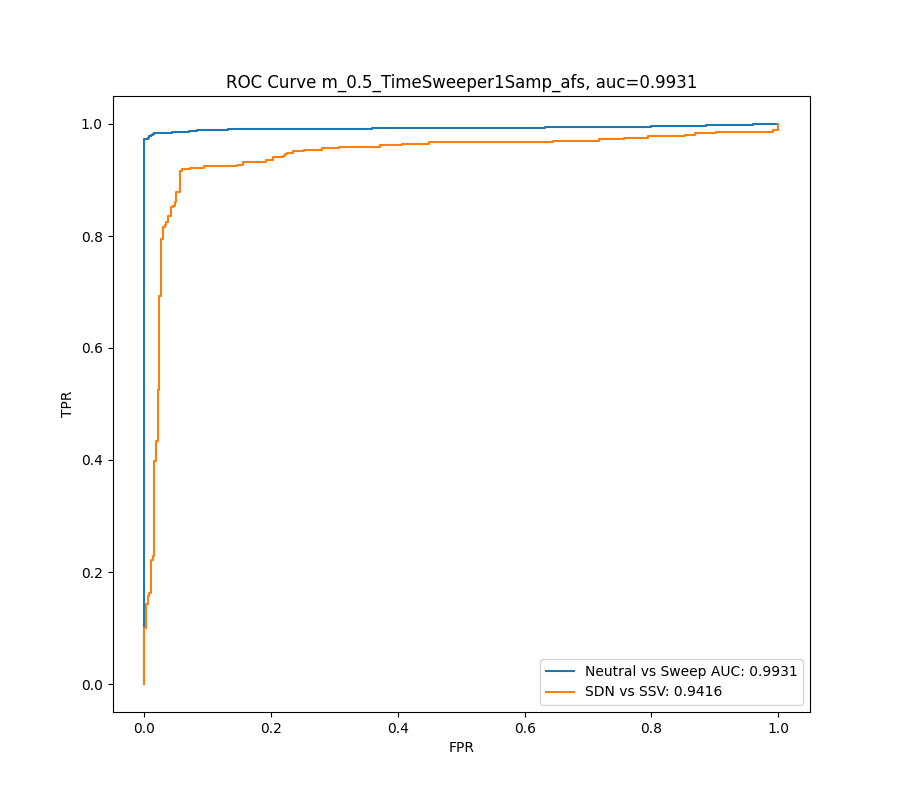 ROC Curve m_0.5_TimeSweeper1Samp_afs, auc=0.9931
1.0
0.8
0.6
0.4
0.2
0.0
TPR
0.0 0.2 0.4 0.6 0.8 1.0
FPR
Neutral vs Sweep AUC: 0.9931
SDN vs SSV: 0.9416